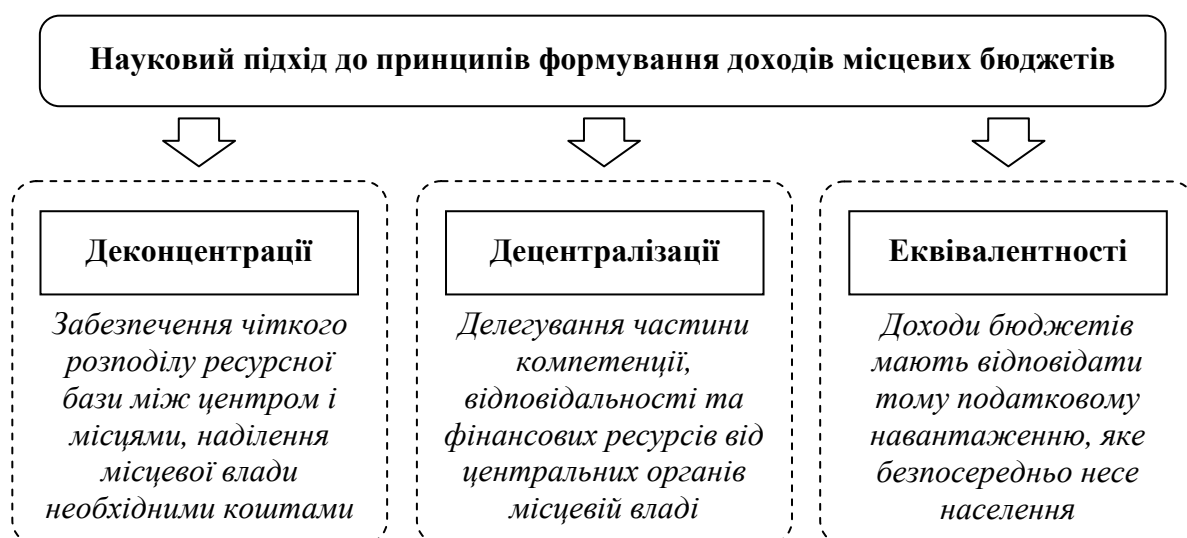 Науковий підхід до принципів формування доходів місцевих бюджетів
Деконцентрації
Забезпечення чіткого
розподілу ресурсної
бази між центром і
місцями, наділення
місцевої влади
необхідними коштами
Децентралізації
Делегування частини
компетенції,
відповідальності та
фінансових ресурсів від
центральних органів
місцевій владі
Еквівалентності
Доходи бюджетів
мають відповідати
тому податковому
навантаженню, яке
безпосередньо несе
населення